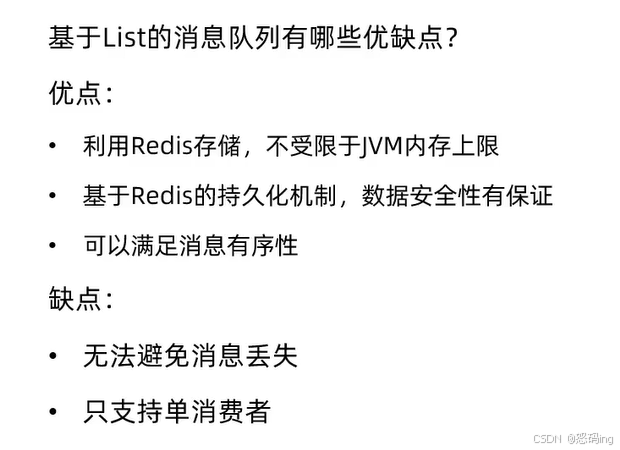 基于List的消息队列有哪些优缺点？
优点：
• 利用Redis存储，不受限于JVM内存上限
• 基于Redis的持久化机制，数据安全性有保证
• 可以满足消息有序性
缺点：
• 无法避免消息丢失
• 只支持单消费者
CSDN @怒码ing